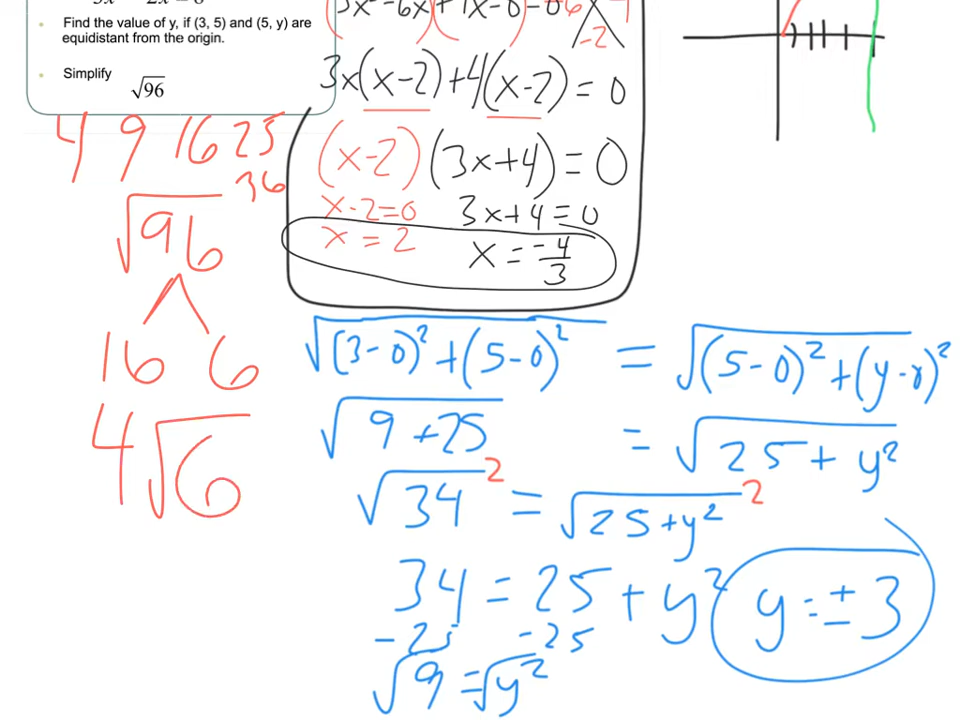 Find the value of y, if (3, 5) and (5, y) are
equidistant from the origin.
Simplify
√96
4 9 16 25
36
√96
16 6
4√6
3x(x-2)+4(x-2)=0
(x-2)(3x+4)=0
x-2=0 3x+4=0
x=2 x=-4/3
√(3-0)²+(5-0)² = √(5-0)²+(y-0)²
√9+25 = √25+y²
√34² = √25+y²²
34=25+y² y=±3
-25 -25
√9=√y²